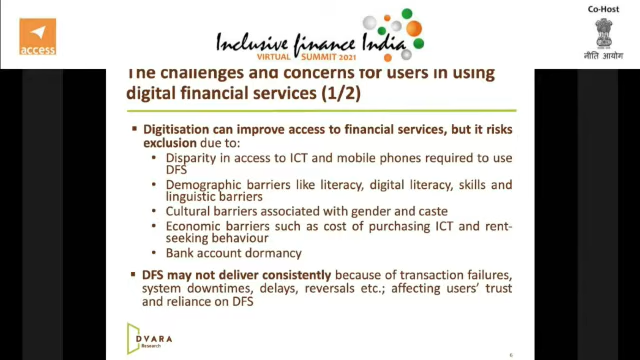 access
Inclusive finance India
VIRTUAL SUMMIT 2021
Co-Host
नीति आयोग
The challenges and concerns for users in using
digital financial services (1/2)
▪ Digitisation can improve access to financial services, but it risks
exclusion due to:
• Disparity in access to ICT and mobile phones required to use
DFS
• Demographic barriers like literacy, digital literacy, skills and
linguistic barriers
• Cultural barriers associated with gender and caste
• Economic barriers such as cost of purchasing ICT and rent-
seeking behaviour
• Bank account dormancy
▪ DFS may not deliver consistently because of transaction failures,
system downtimes, delays, reversals etc.; affecting users' trust
and reliance on DFS
DVARA
Research
6